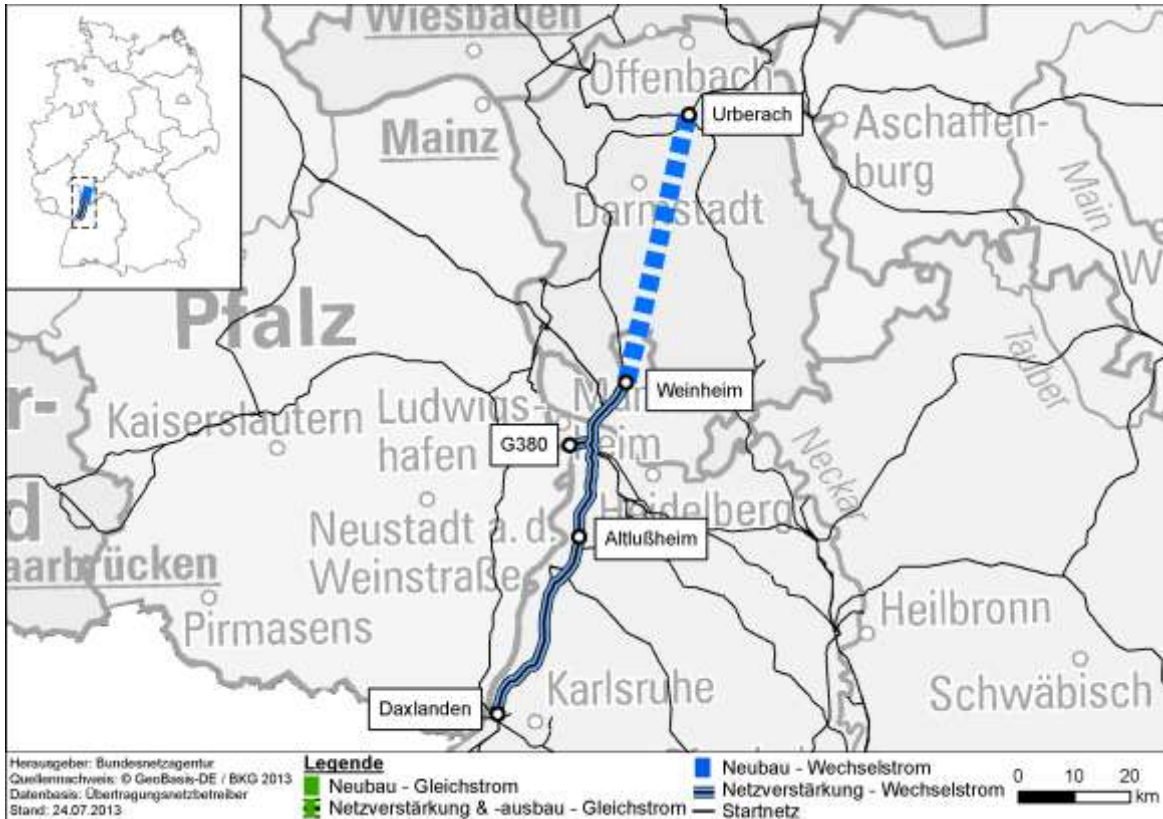 Wiesbaden
Offenbach
Urberach
Mainz
Aschaffen-
burg
Main
Darmstadt
W
Pfalz
Tauber
Weinheim
Kaiserslautern
Ludwigs-
hafen
Man
heim
G380
Neckar
r-
d
Heidelberg
Neustadt a. d.
Weinstraße
Altlußheim
aarbrücken
Pirmasens
Heilbronn
Karlsruhe
Schwäbisch
Daxlanden
Herausgeber: Bundesnetzagentur
Quellennachweis: © GeoBasis-DE / BKG 2013
Datenbasis: Übertragungsnetzbetreiber
Stand: 24.07.2013
Legende
Neubau - Gleichstrom
Netzverstärkung & -ausbau - Gleichstrom
Neubau - Wechselstrom
Netzverstärkung - Wechselstrom
Startnetz
0 10 20
km